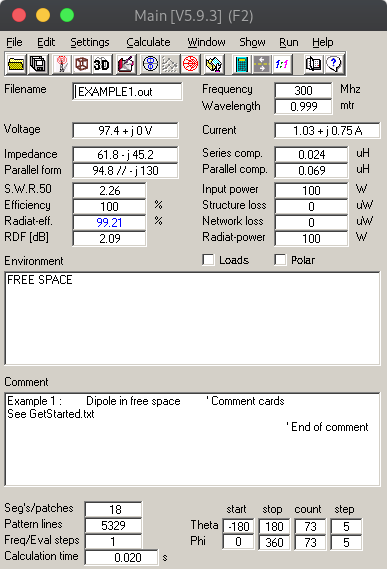 Main [V5.9.3] (F2)
File Edit Settings Calculate Window Show Run Help
3D 1:1
Filename EXAMPLE1.out Frequency 300 Mhz
Wavelength 0.999 mtr
Voltage 97.4 + j 0 V Current 1.03 + j 0.75 A
Impedance 61.8 - j 45.2 Series comp. 0.024 uH
Parallel form 94.8 // - j 130 Parallel comp. 0.069 uH
S.W.R.50 2.26 Input power 100 W
Efficiency 100 % Structure loss 0 uW
Radiat-eff. 99.21 % Network loss 0 uW
RDF [dB] 2.09 Radiat-power 100 W
Environment Loads Polar
FREE SPACE
Comment
Example 1 : Dipole in free space ' Comment cards
See GetStarted.txt
' End of comment
Seg's/patches 18 start stop count step
Pattern lines 5329 Theta -180 180 73 5
Freq/Eval steps 1 Phi 0 360 73 5
Calculation time 0.020 s